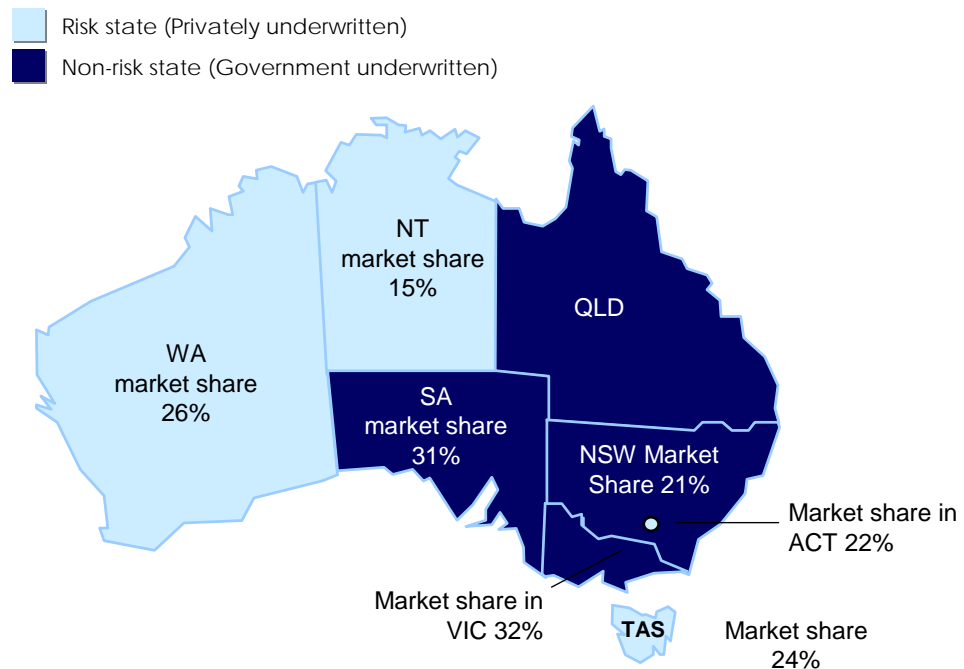 Risk state (Privately underwritten)
Non-risk state (Government underwritten)
NT
market share
15%
QLD
WA
market share
26%
SA
market share
31%
NSW Market
Share 21%
Market share in
ACT 22%
Market share in
VIC 32%
TAS
Market share
24%